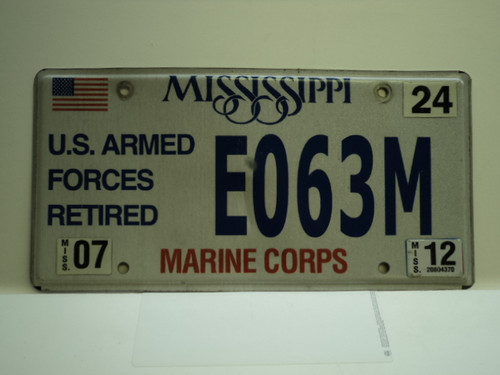 MISSISSIPPI
24
U.S. ARMED
FORCES
RETIRED
E063M
MISS. 07
MARINE CORPS
MISS. 12